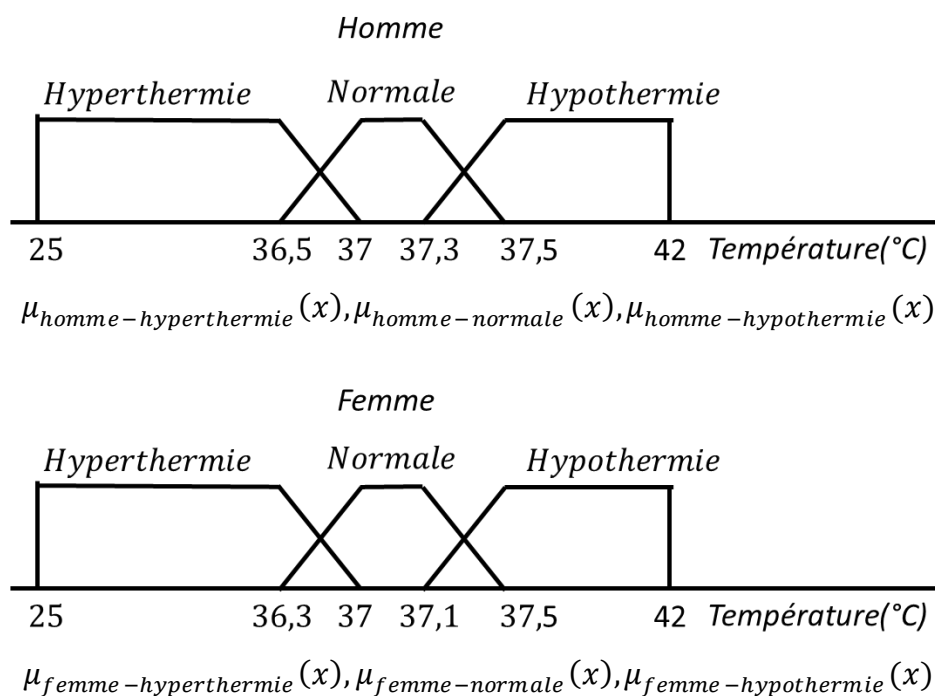 Homme
Hyperthermie Normale Hypothermie
25 36,5 37 37,3 37,5 42 Température(°C)
μhomme−hyperthermie(x), μhomme−normale(x), μhomme−hypothermie(x)
Femme
Hyperthermie Normale Hypothermie
25 36,3 37 37,1 37,5 42 Température(°C)
μfemme−hyperthermie(x), μfemme−normale(x), μfemme−hypothermie(x)